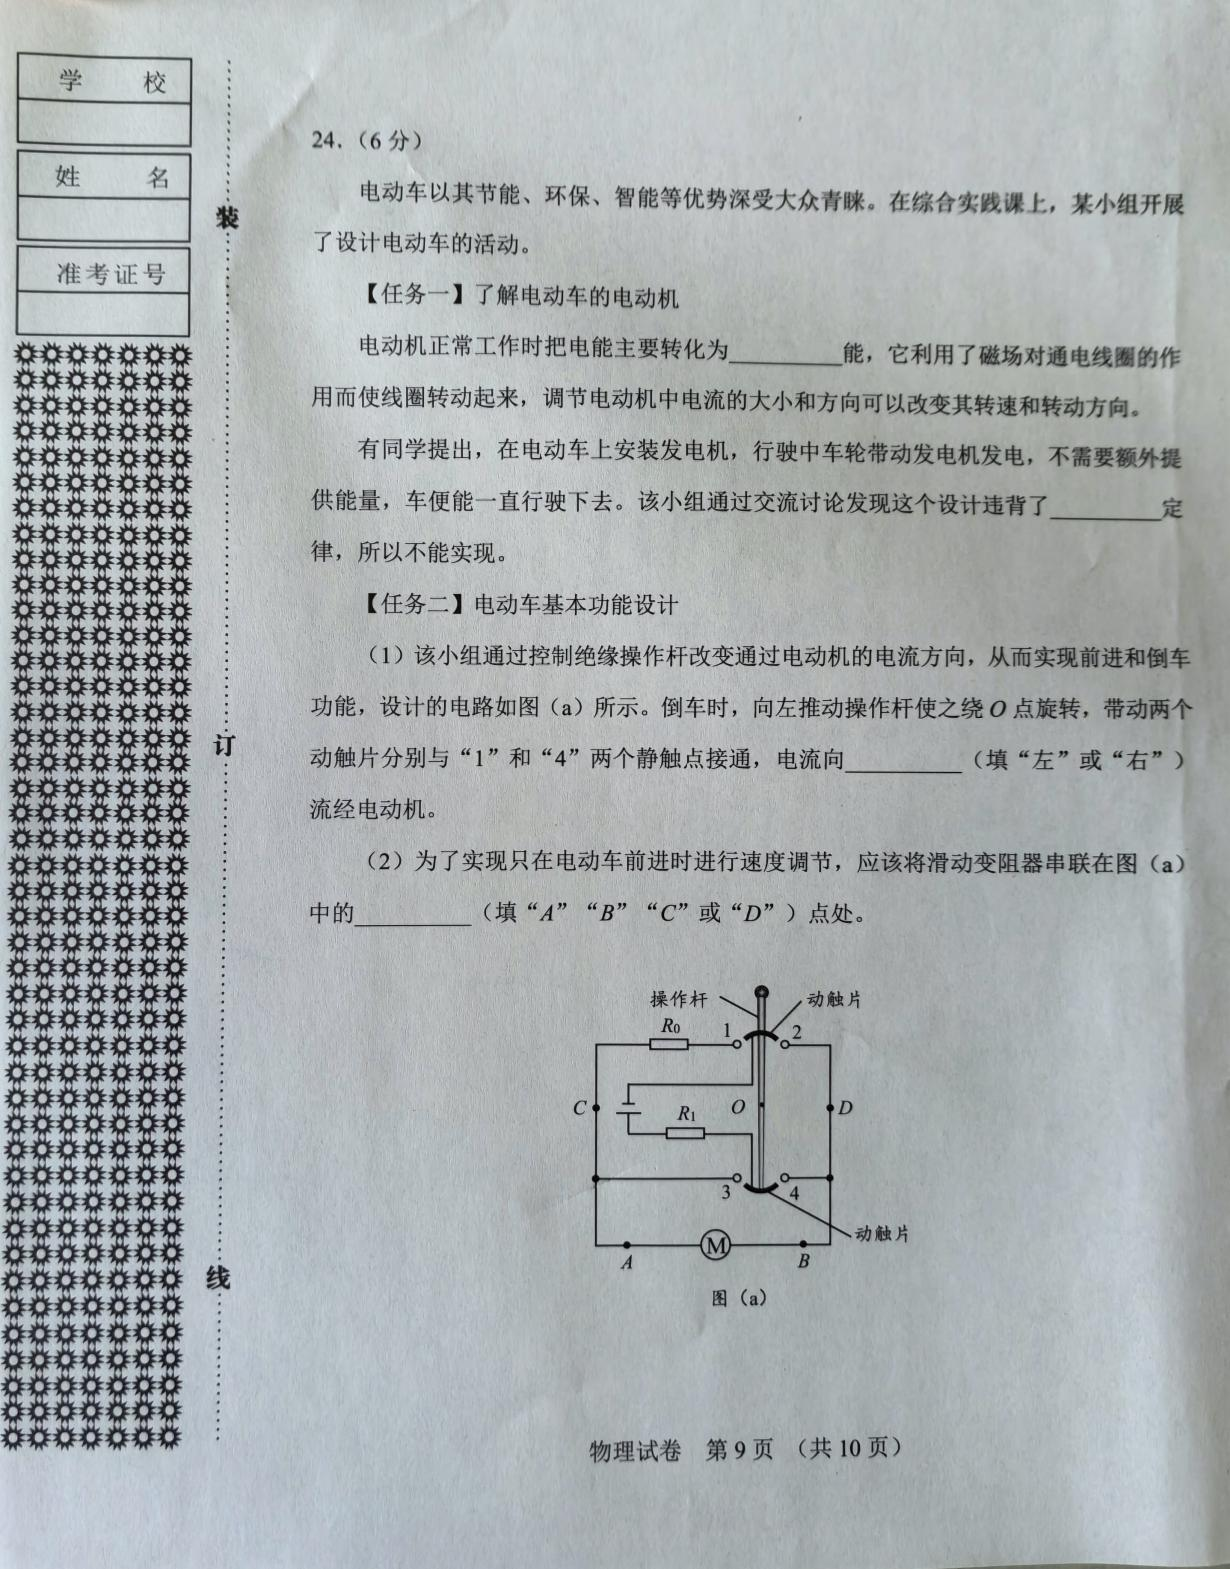 学 校
姓 名
准考证号
装
订
线
24.（6 分）
电动车以其节能、环保、智能等优势深受大众青睐。在综合实践课上，某小组开展
了设计电动车的活动。
【任务一】了解电动车的电动机
电动机正常工作时把电能主要转化为__________能，它利用了磁场对通电线圈的作
用而使线圈转动起来，调节电动机中电流的大小和方向可以改变其转速和转动方向。
有同学提出，在电动车上安装发电机，行驶中车轮带动发电机发电，不需要额外提
供能量，车便能一直行驶下去。该小组通过交流讨论发现这个设计违背了__________定
律，所以不能实现。
【任务二】电动车基本功能设计
（1）该小组通过控制绝缘操作杆改变通过电动机的电流方向，从而实现前进和倒车
功能，设计的电路如图（a）所示。倒车时，向左推动操作杆使之绕 O 点旋转，带动两个
动触片分别与“1”和“4”两个静触点接通，电流向__________（填“左”或“右”）
流经电动机。
（2）为了实现只在电动车前进时进行速度调节，应该将滑动变阻器串联在图（a）
中的__________（填“A”“B”“C”或“D”）点处。
操作杆 动触片
R0 1 2
C R1 O D
3 4
动触片
A M B
图（a）
物理试卷 第 9 页 （共 10 页）